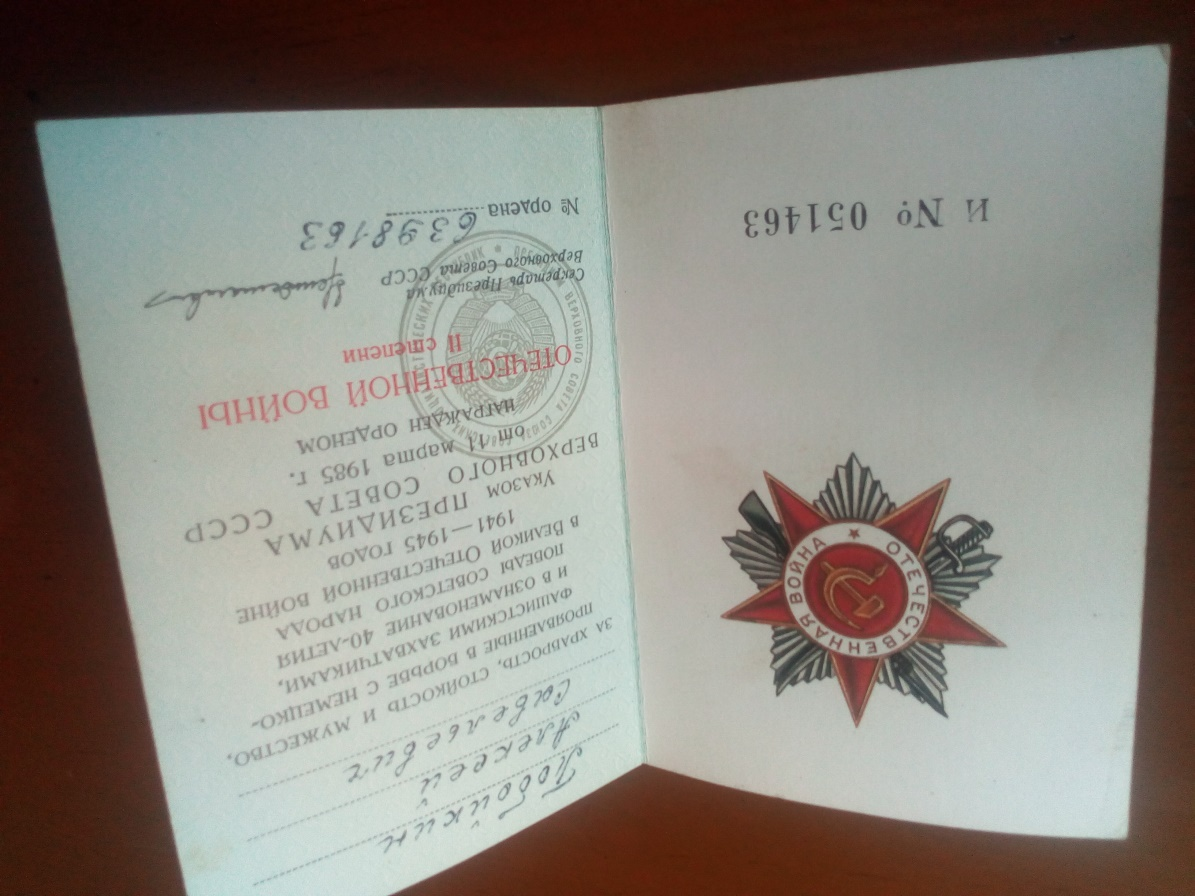 И № 051463
ОТЕЧЕСТВЕННАЯ ВОЙНА
Побойкин
Алексей
Савельевич
ЗА ХРАБРОСТЬ, СТОЙКОСТЬ И МУЖЕСТВО,
ПРОЯВЛЕННЫЕ В БОРЬБЕ С НЕМЕЦКО-
ФАШИСТСКИМИ ЗАХВАТЧИКАМИ,
И В ОЗНАМЕНОВАНИЕ 40-ЛЕТИЯ
ПОБЕДЫ СОВЕТСКОГО НАРОДА
В ВЕЛИКОЙ ОТЕЧЕСТВЕННОЙ ВОЙНЕ
1941—1945 ГОДОВ
УКАЗОМ ПРЕЗИДИУМА
ВЕРХОВНОГО СОВЕТА СССР
от 11 марта 1985 г.
НАГРАЖДЕН ОРДЕНОМ
ОТЕЧЕСТВЕННОЙ ВОЙНЫ
II степени
Секретарь Президиума
Верховного Совета СССР
№ ордена 6398163